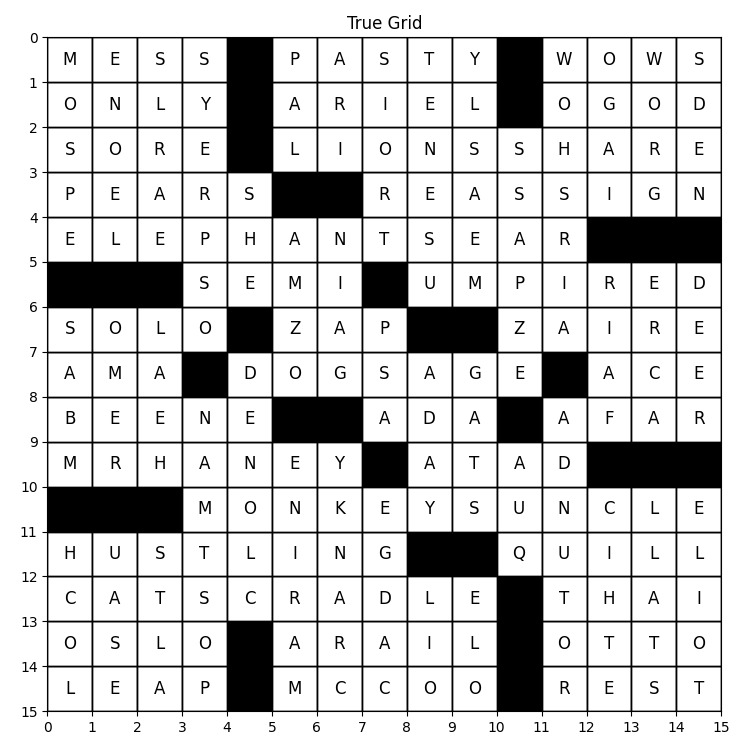 True Grid
0
M E S S P A S T Y W O W S
1
O N L Y A R I E L O G O D
2
S O R E L I O N S S H A R E
3
P E A R S R E A S S I G N
4
E L E P H A N T S E A R
5
S E M I U M P I R E D
6
S O L O Z A P Z A I R E
7
A M A D O G S A G E A C E
8
B E E N E A D A A F A R
9
M R H A N E Y A T A D
10
M O N K E Y S U N C L E
11
H U S T L I N G Q U I L L
12
C A T S C R A D L E T H A I
13
O S L O A R A I L O T T O
14
L E A P M C C O O R E S T
15
0 1 2 3 4 5 6 7 8 9 10 11 12 13 14 15